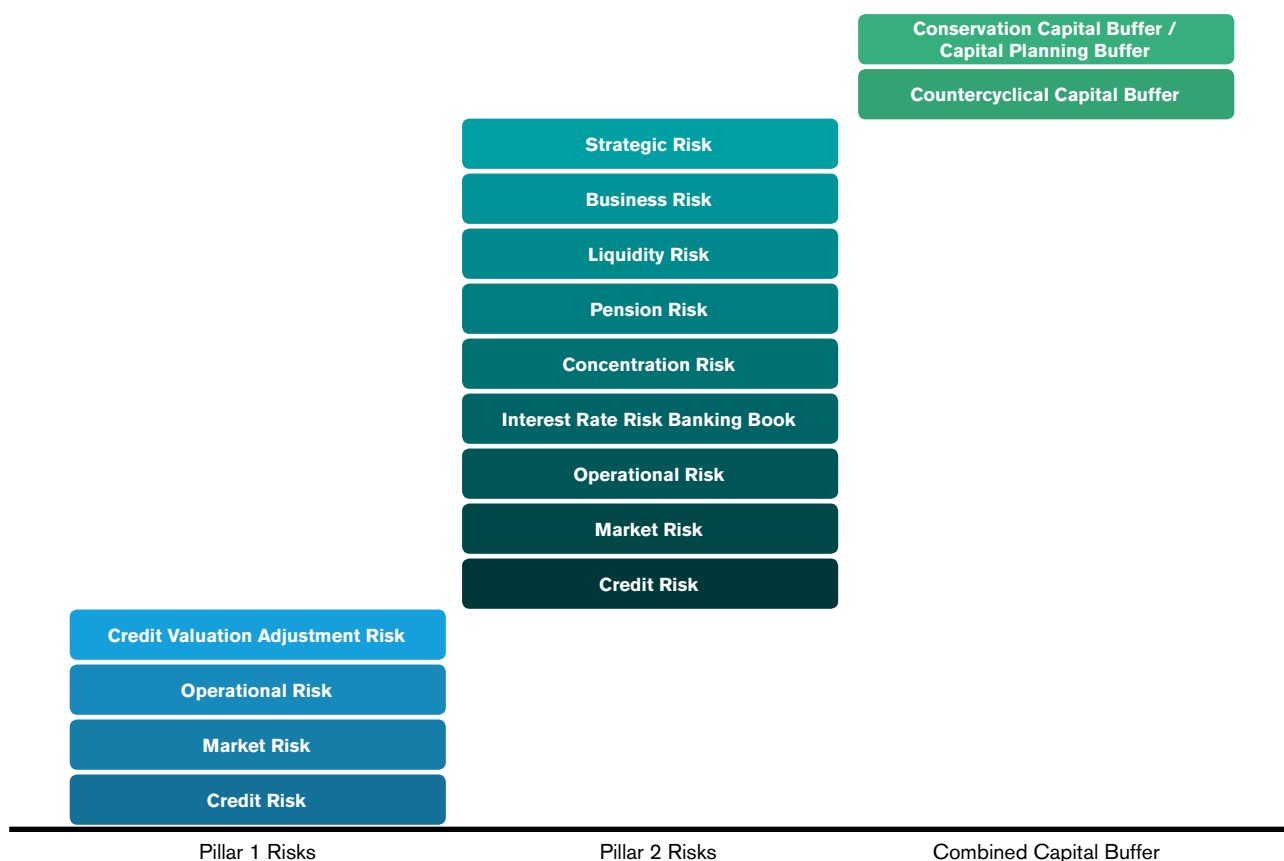 Conservation Capital Buffer /
Capital Planning Buffer
Countercyclical Capital Buffer
Strategic Risk
Business Risk
Liquidity Risk
Pension Risk
Concentration Risk
Interest Rate Risk Banking Book
Operational Risk
Market Risk
Credit Risk
Credit Valuation Adjustment Risk
Operational Risk
Market Risk
Credit Risk
Pillar 1 Risks
Pillar 2 Risks
Combined Capital Buffer